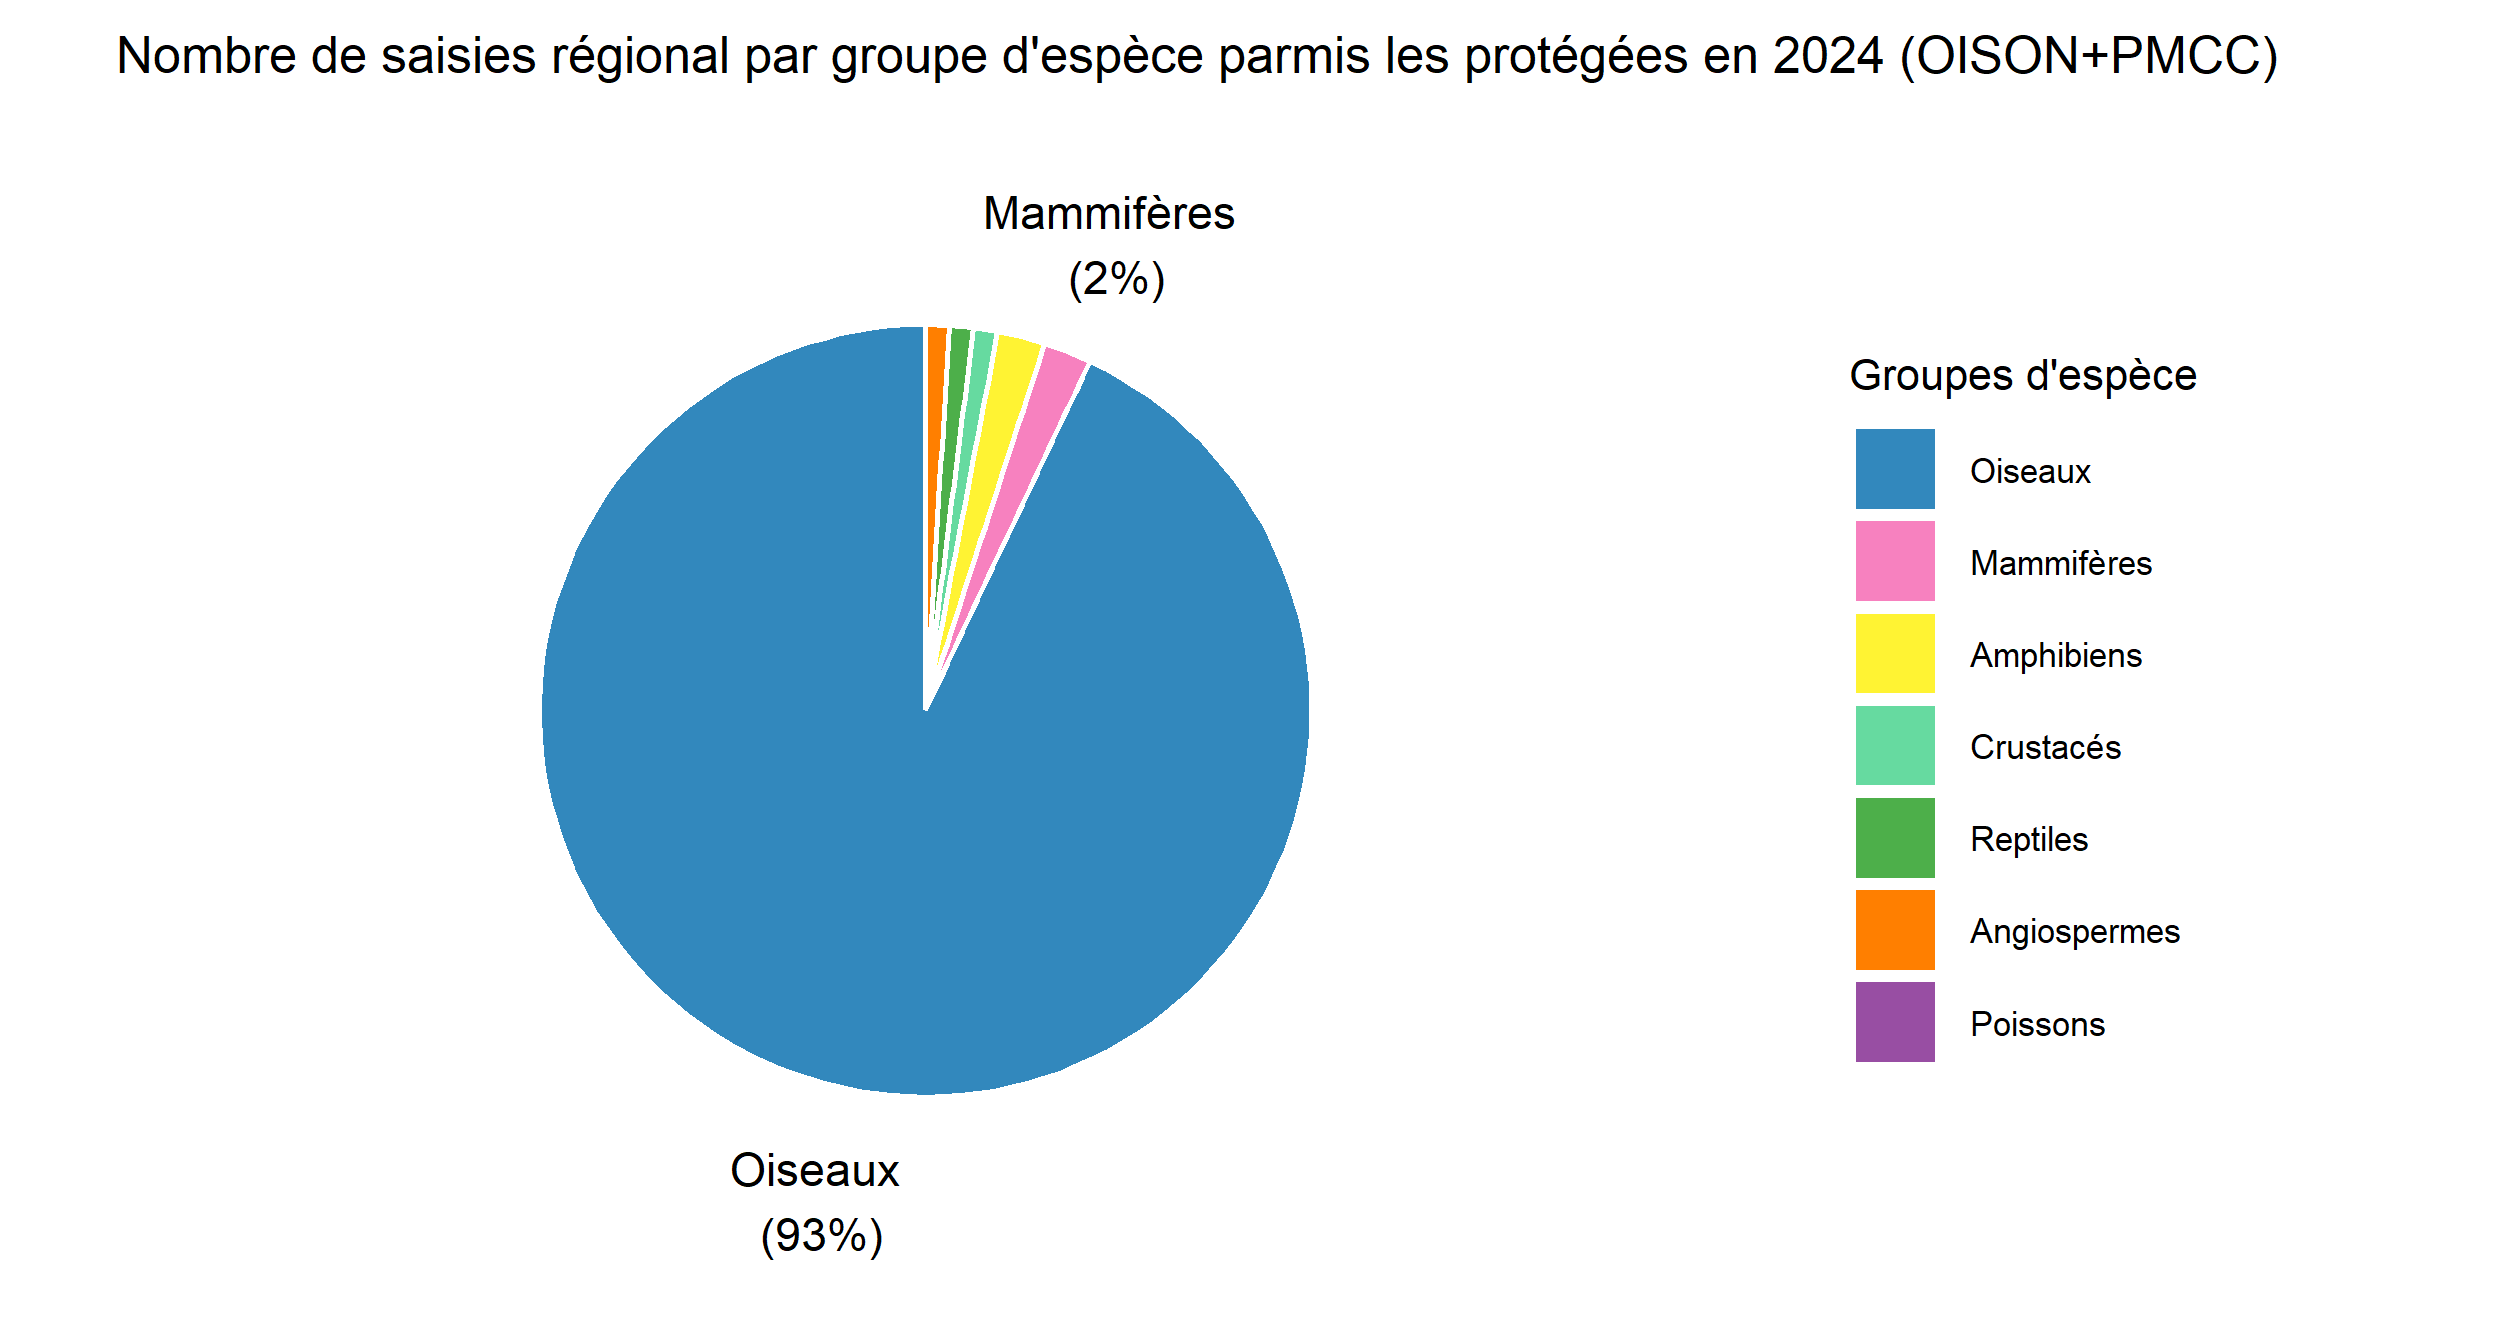 Nombre de saisies régional par groupe d'espèce parmis les protégées en 2024 (OISON+PMCC)
Mammifères
(2%)
Groupes d'espèce
Oiseaux
Mammifères
Amphibiens
Crustacés
Reptiles
Angiospermes
Poissons
Oiseaux
(93%)